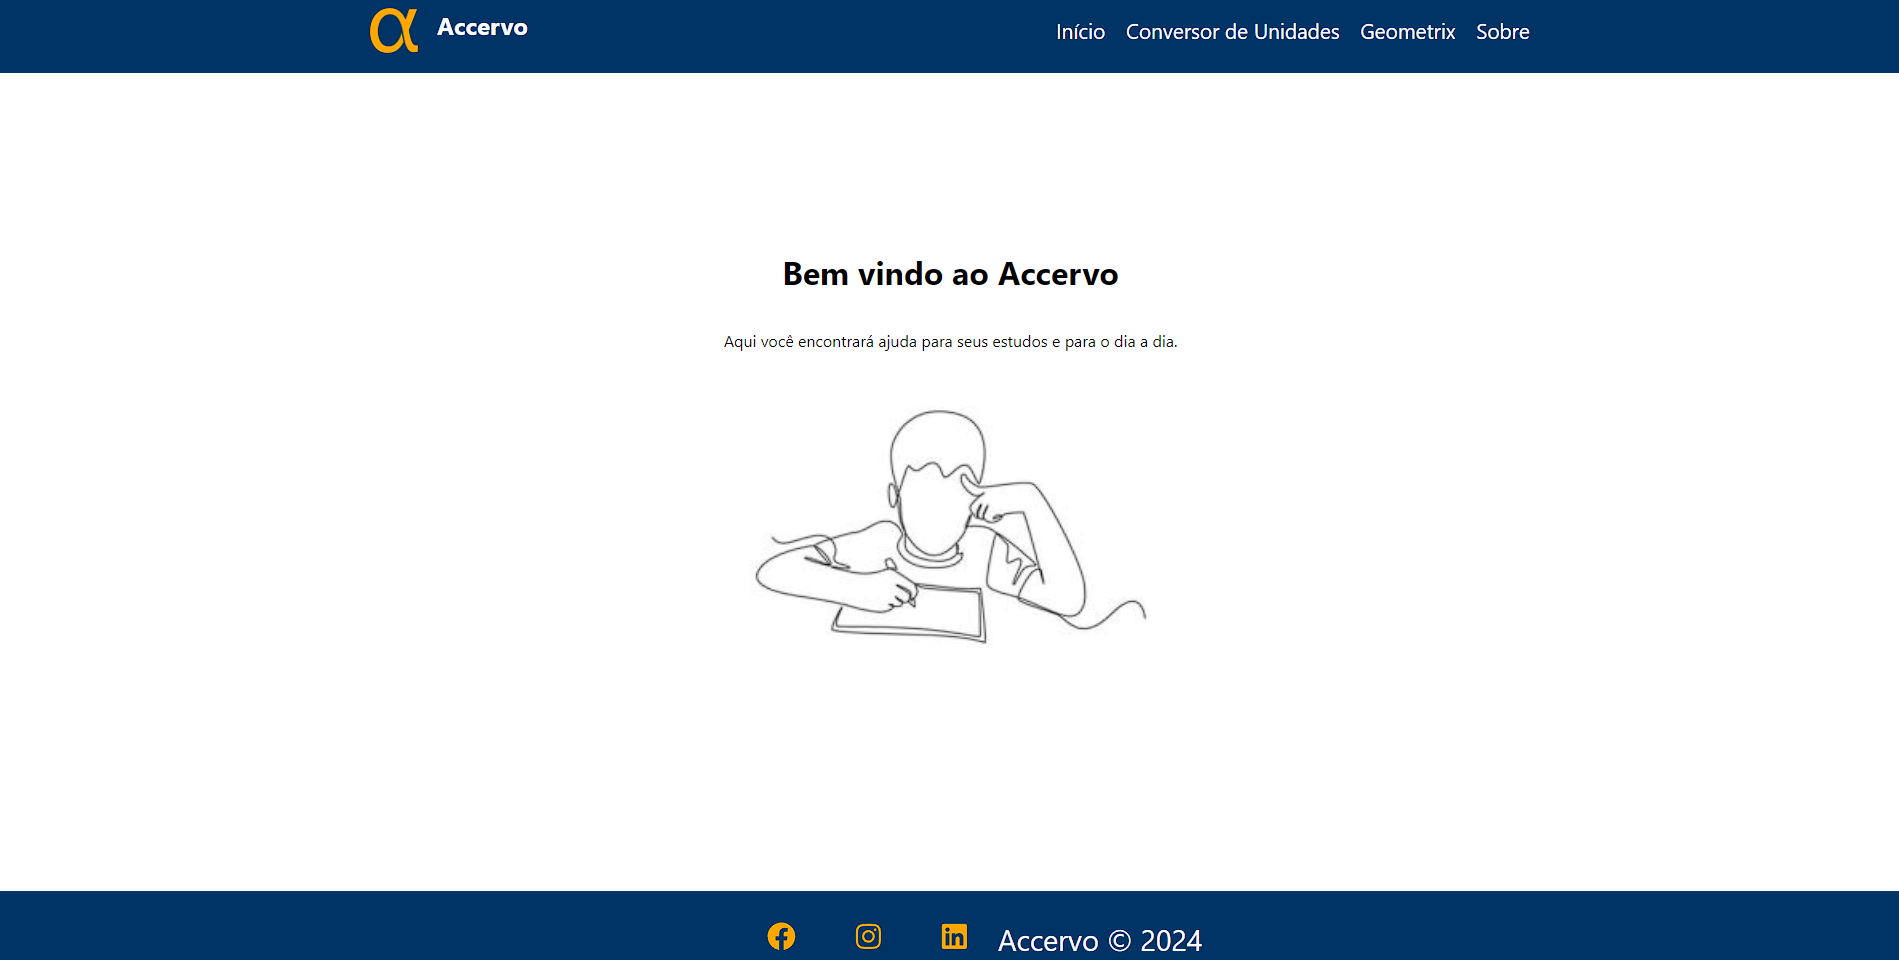 α Accervo
Início Conversor de Unidades Geometrix Sobre
Bem vindo ao Accervo
Aqui você encontrará ajuda para seus estudos e para o dia a dia.
Accervo © 2024